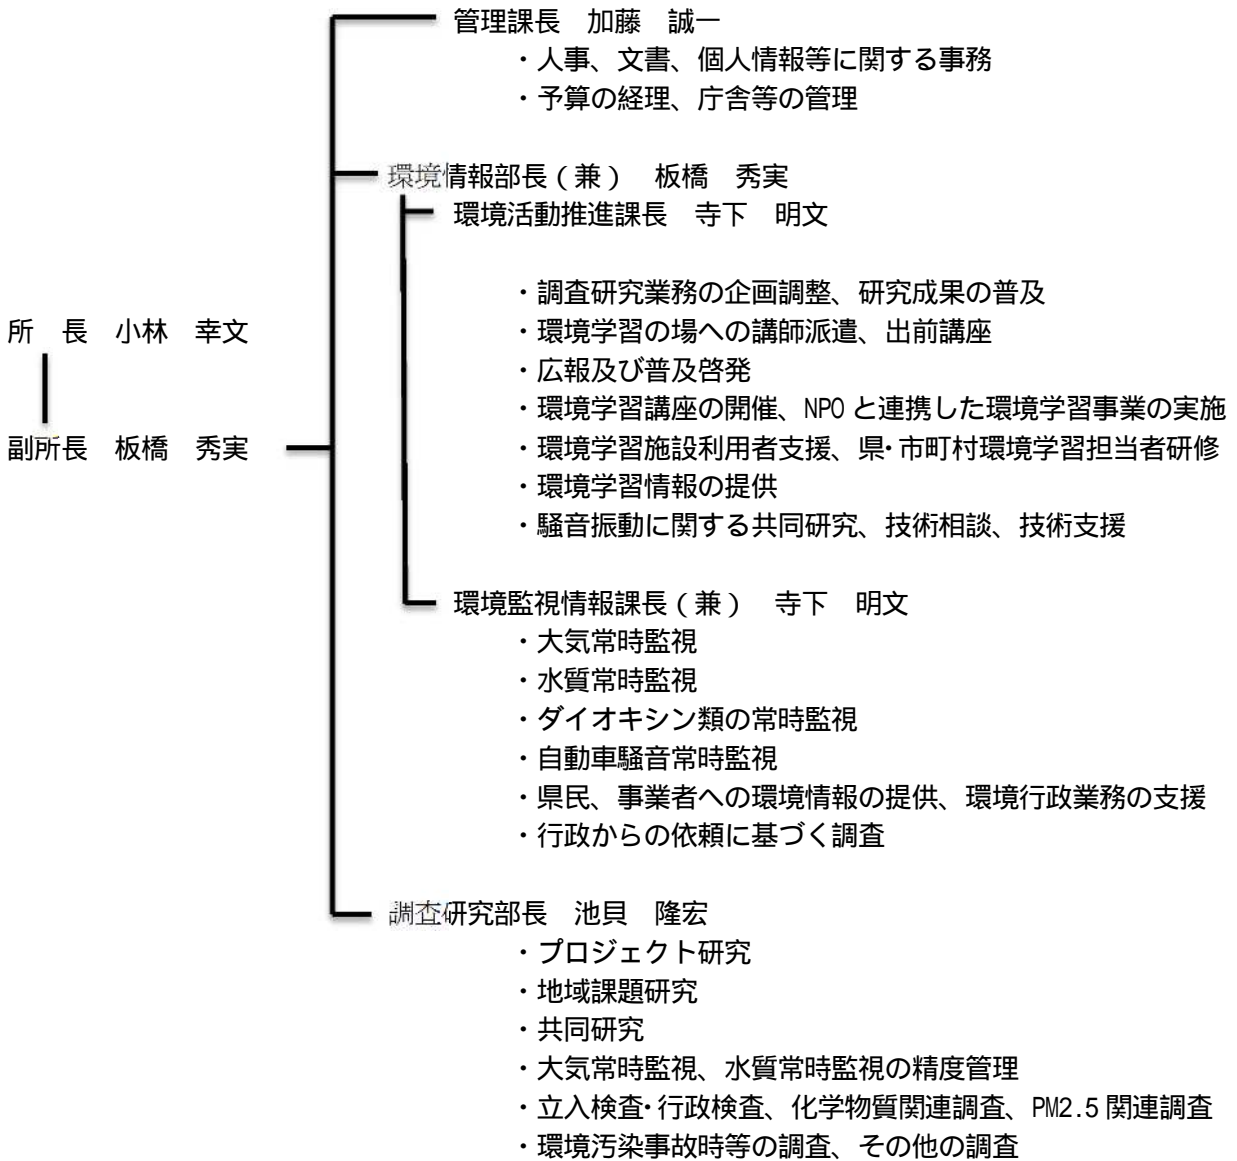 管理課長　加藤　誠一
・人事、文書、個人情報等に関する事務
・予算の経理、庁舎等の管理
環境情報部長（兼）　板橋　秀実
環境活動推進課長　寺下　明文
・調査研究業務の企画調整、研究成果の普及
所　長　小林　幸文
・環境学習の場への講師派遣、出前講座
・広報及び普及啓発
・環境学習講座の開催、NPOと連携した環境学習事業の実施
副所長　板橋　秀実
・環境学習施設利用者支援、県・市町村環境学習担当者研修
・環境学習情報の提供
・騒音振動に関する共同研究、技術相談、技術支援
環境監視情報課長（兼）　寺下　明文
・大気常時監視
・水質常時監視
・ダイオキシン類の常時監視
・自動車騒音常時監視
・県民、事業者への環境情報の提供、環境行政業務の支援
・行政からの依頼に基づく調査
調査研究部長　池貝　隆宏
・プロジェクト研究
・地域課題研究
・共同研究
・大気常時監視、水質常時監視の精度管理
・立入検査・行政検査、化学物質関連調査、PM2.5関連調査
・環境汚染事故時等の調査、その他の調査